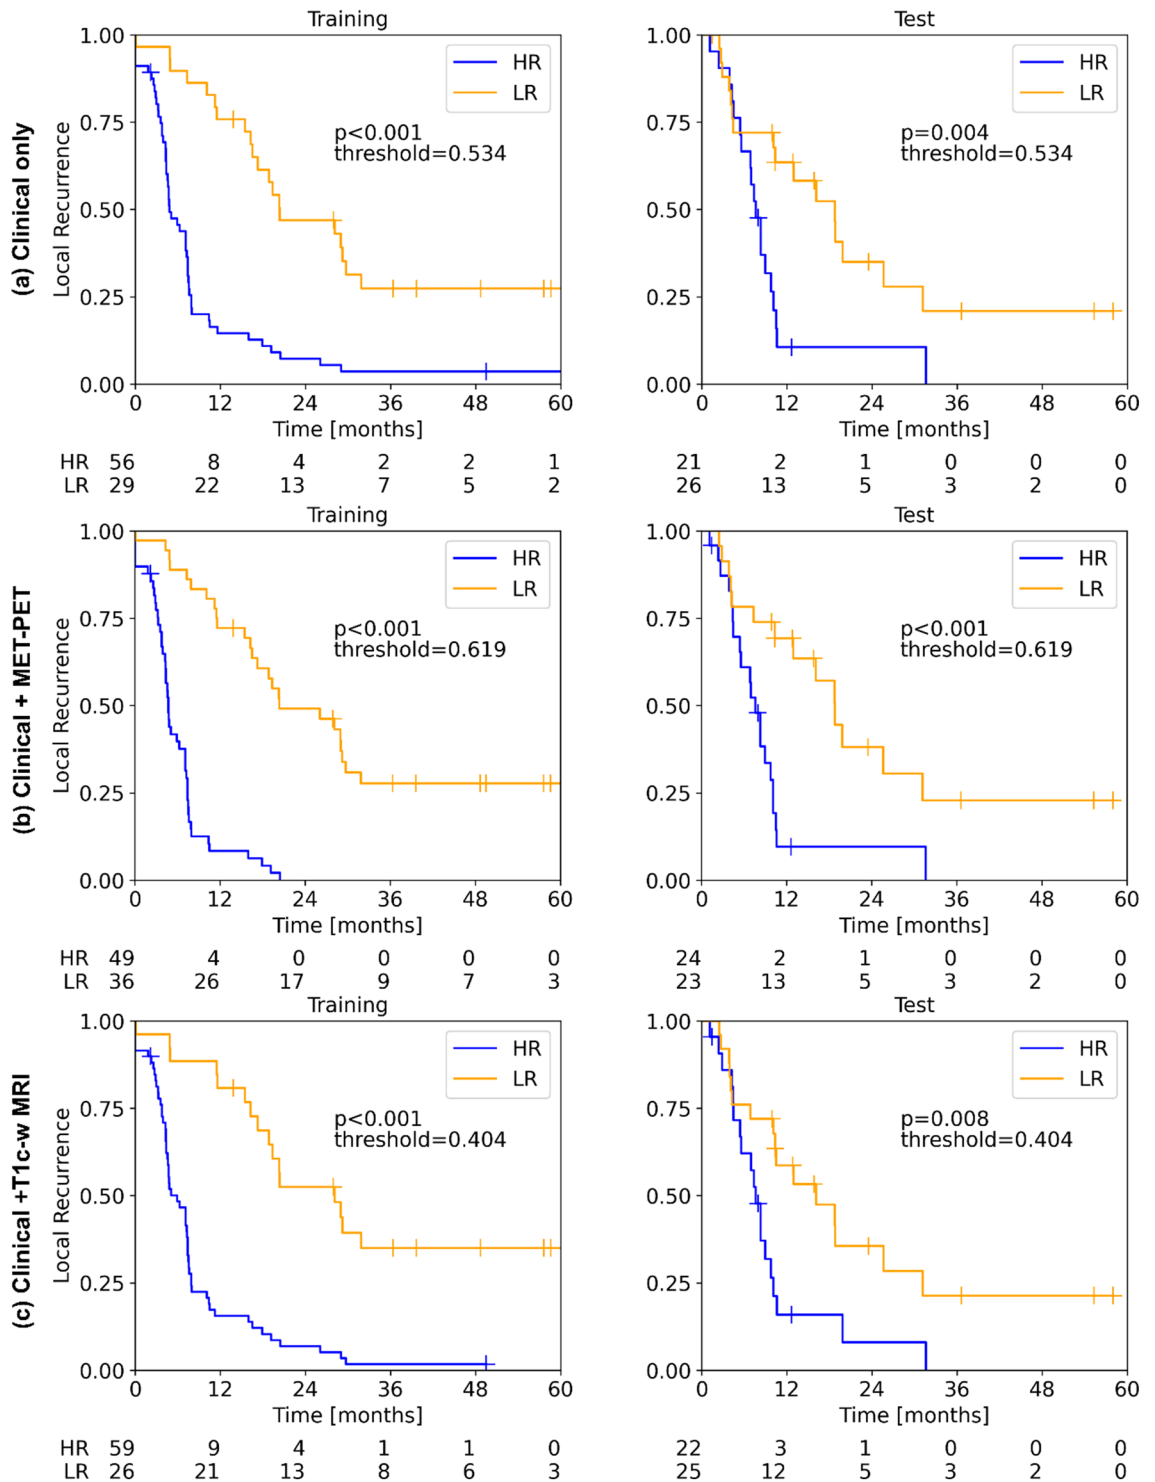 Training
Test
(a) Clinical only
Local Recurrence
1.00
0.75
0.50
0.25
0.00
HR
LR
p<0.001
threshold=0.534
0 12 24 36 48 60
Time [months]
HR 56 8 4 2 2 1
LR 29 22 13 7 5 2
1.00
0.75
0.50
0.25
0.00
HR
LR
p=0.004
threshold=0.534
0 12 24 36 48 60
Time [months]
21 2 1 0 0 0
26 13 5 3 2 0
Training
Test
(b) Clinical + MET-PET
Local Recurrence
1.00
0.75
0.50
0.25
0.00
HR
LR
p<0.001
threshold=0.619
0 12 24 36 48 60
Time [months]
HR 49 4 0 0 0 0
LR 36 26 17 9 7 3
1.00
0.75
0.50
0.25
0.00
HR
LR
p<0.001
threshold=0.619
0 12 24 36 48 60
Time [months]
24 2 1 0 0 0
23 13 5 3 2 0
Training
Test
(c) Clinical +T1c-w MRI
Local Recurrence
1.00
0.75
0.50
0.25
0.00
HR
LR
p<0.001
threshold=0.404
0 12 24 36 48 60
Time [months]
HR 59 9 4 1 1 0
LR 26 21 13 8 6 3
1.00
0.75
0.50
0.25
0.00
HR
LR
p=0.008
threshold=0.404
0 12 24 36 48 60
Time [months]
22 3 1 0 0 0
25 12 5 3 2 0